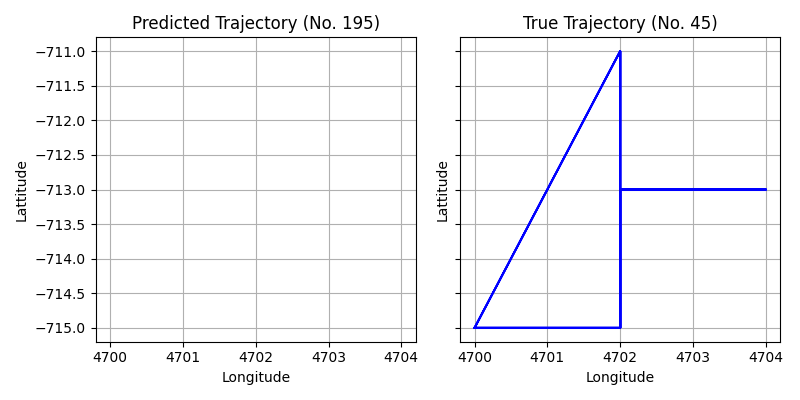 Predicted Trajectory (No. 195)
True Trajectory (No. 45)
−711.0
−711.5
−712.0
−712.5
−713.0
−713.5
−714.0
−714.5
−715.0
Lattitude
Lattitude
4700 4701 4702 4703 4704
4700 4701 4702 4703 4704
Longitude
Longitude